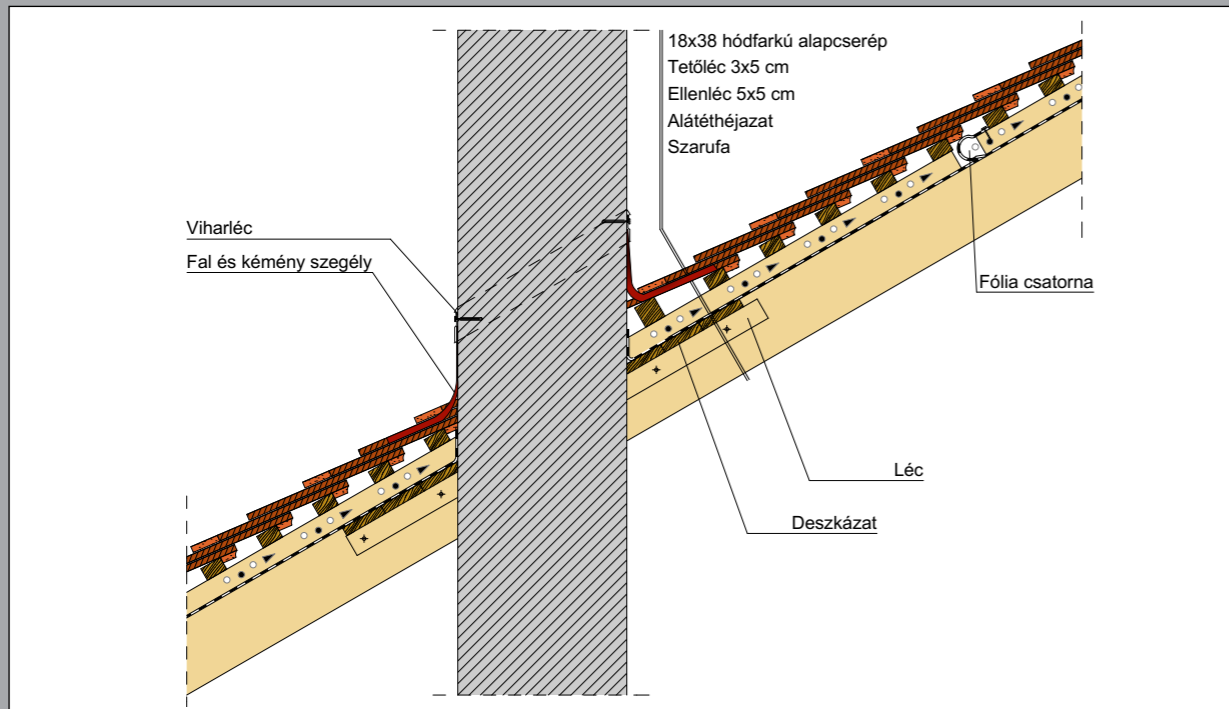 18x38 hódfarkú alapcserép
Tetőléc 3x5 cm
Ellenléc 5x5 cm
Alátéthéjazat
Szarufa
Viharléc
Fal és kémény szegély
Fólia csatorna
Léc
Deszkázat